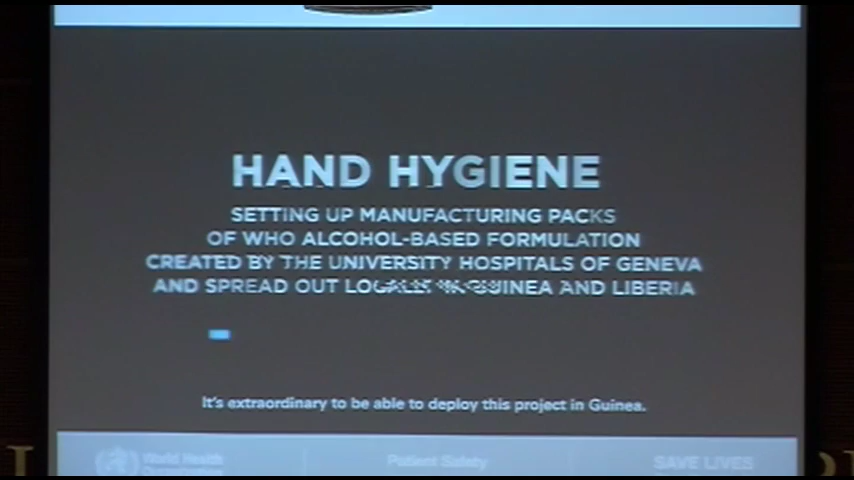 HAND HYGIENE
SETTING UP MANUFACTURING PACKS
OF WHO ALCOHOL-BASED FORMULATION
CREATED BY THE UNIVERSITY HOSPITALS OF GENEVA
AND SPREAD OUT LOCALLY IN GUINEA AND LIBERIA
It's extraordinary to be able to deploy this project in Guinea.
World Health
Organization
Patient Safety
SAVE LIVES